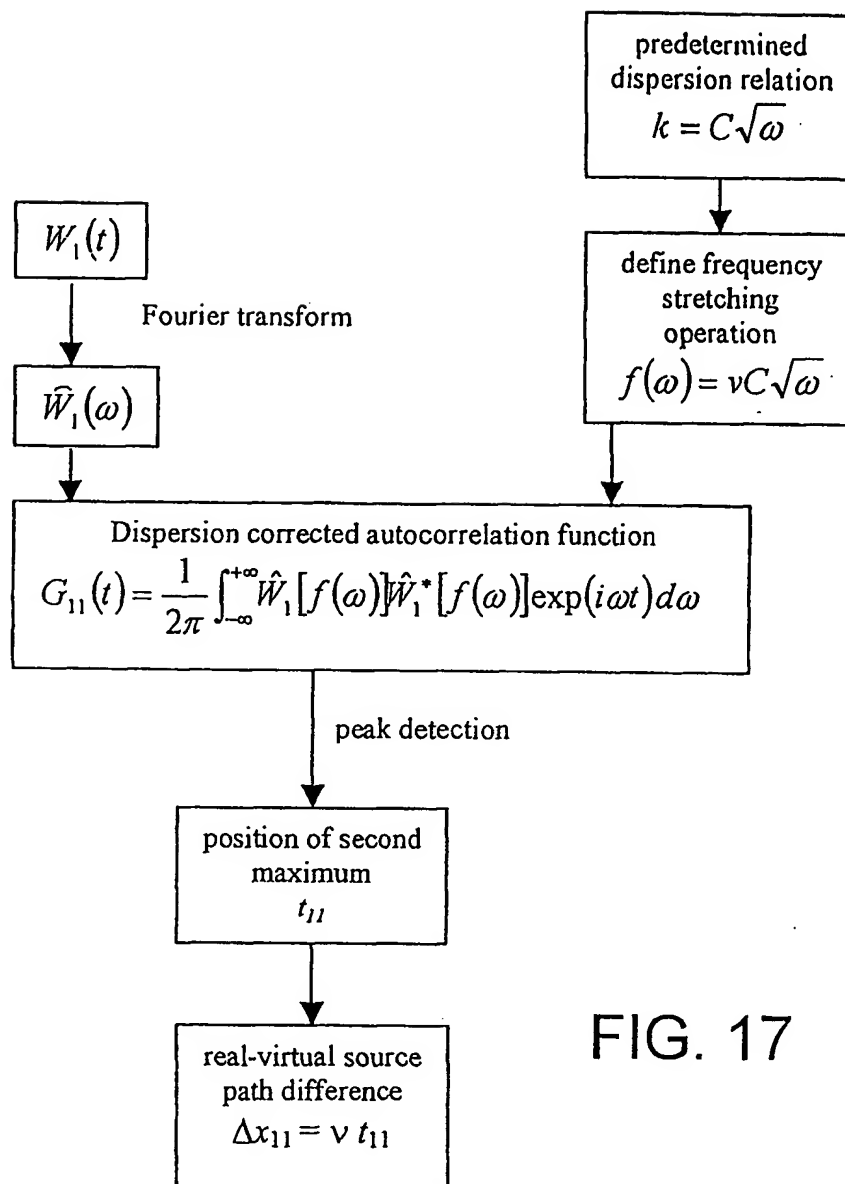 predetermined
dispersion relation
k = C√ω
W₁(t)
define frequency
stretching
operation
f(ω) = νC√ω
Fourier transform
Ŵ₁(ω)
Dispersion corrected autocorrelation function
G₁₁(t) = 1/2π ∫₋∞⁺∞ Ŵ₁[f(ω)]Ŵ₁*[f(ω)]exp(iωt)dω
peak detection
position of second
maximum
t₁₁
real-virtual source
path difference
Δx₁₁ = ν t₁₁
FIG. 17